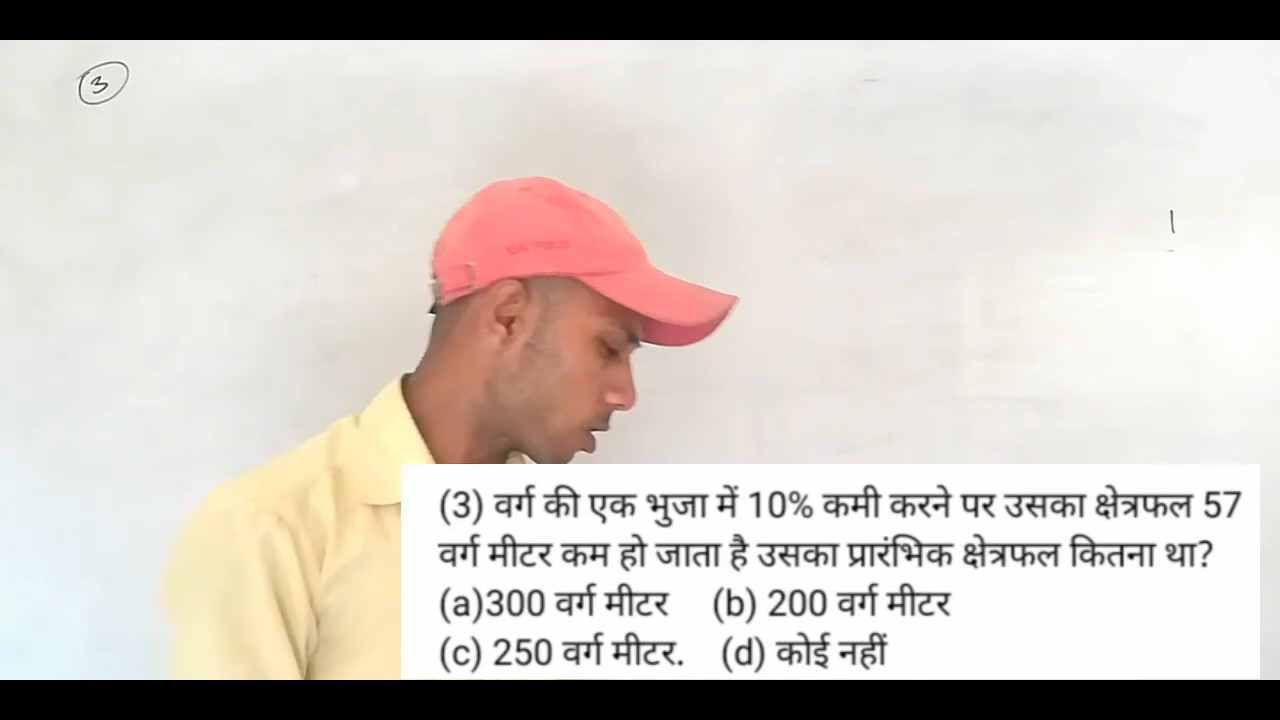 3
(3) वर्ग की एक भुजा में 10% कमी करने पर उसका क्षेत्रफल 57
वर्ग मीटर कम हो जाता है उसका प्रारंभिक क्षेत्रफल कितना था?
(a)300 वर्ग मीटर (b) 200 वर्ग मीटर
(c) 250 वर्ग मीटर. (d) कोई नहीं